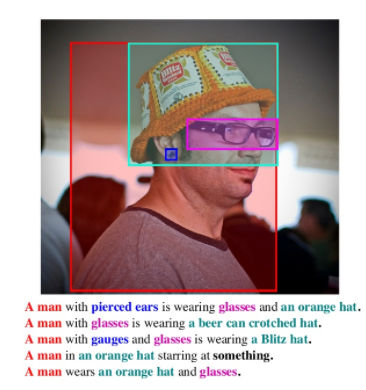 Blitz
A man with pierced ears is wearing glasses and an orange hat.
A man with glasses is wearing a beer can crotched hat.
A man with gauges and glasses is wearing a Blitz hat.
A man in an orange hat starring at something.
A man wears an orange hat and glasses.